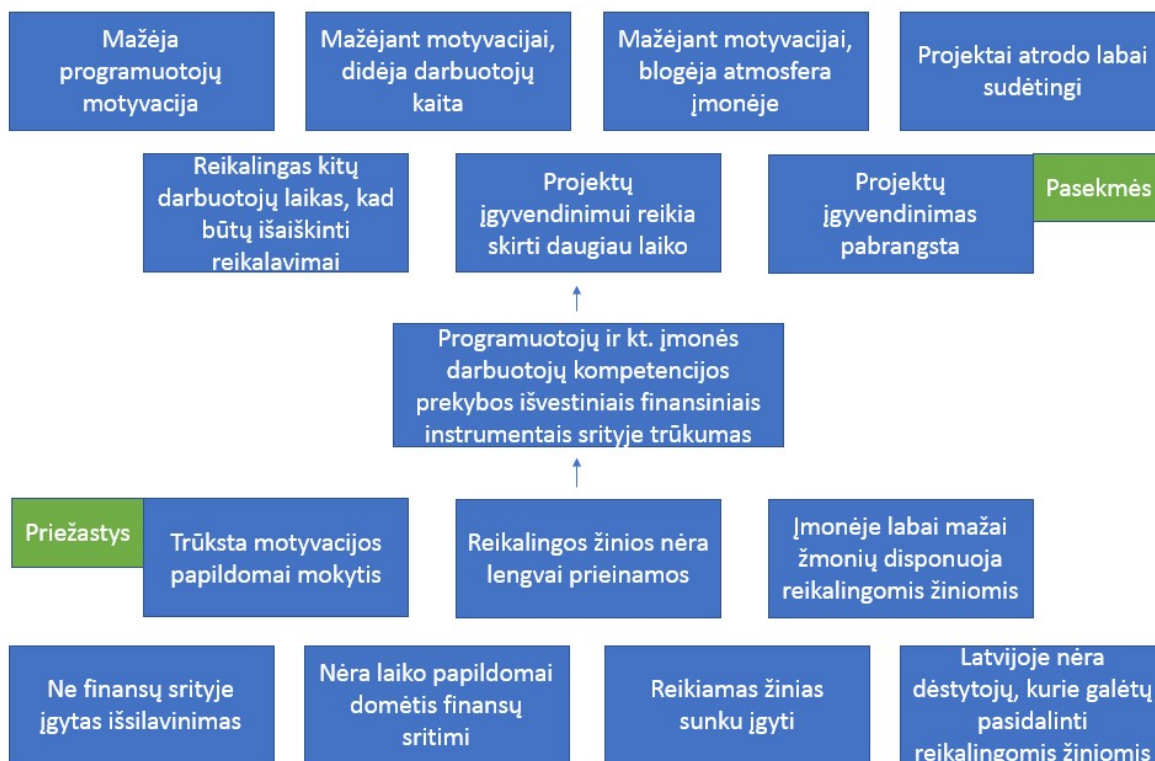 Mažėja
programuotojų
motyvacija
Mažėjant motyvacijai,
didėja darbuotojų
kaita
Mažėjant motyvacijai,
blogėja atmosfera
įmonėje
Projektai atrodo labai
sudėtingi
Reikalingas kitų
darbuotojų laikas, kad
būtų išaiškinti
reikalavimai
Projektų
įgyvendinimui reikia
skirti daugiau laiko
Projektų
įgyvendinimas
pabrangsta
Pasekmės
Programuotojų ir kt. įmonės
darbuotojų kompetencijos
prekybos išvestiniais finansiniais
instrumentais srityje trūkumas
Priežastys
Trūksta motyvacijos
papildomai mokytis
Reikalingos žinios nėra
lengvai prieinamos
Įmonėje labai mažai
žmonių disponuoja
reikalingomis žiniomis
Ne finansų srityje
įgytas išsilavinimas
Nėra laiko papildomai
domėtis finansų
sritimi
Reikiamas žinias
sunku įgyti
Latvijoje nėra
dėstytojų, kurie galėtų
pasidalinti
reikalingomis žiniomis